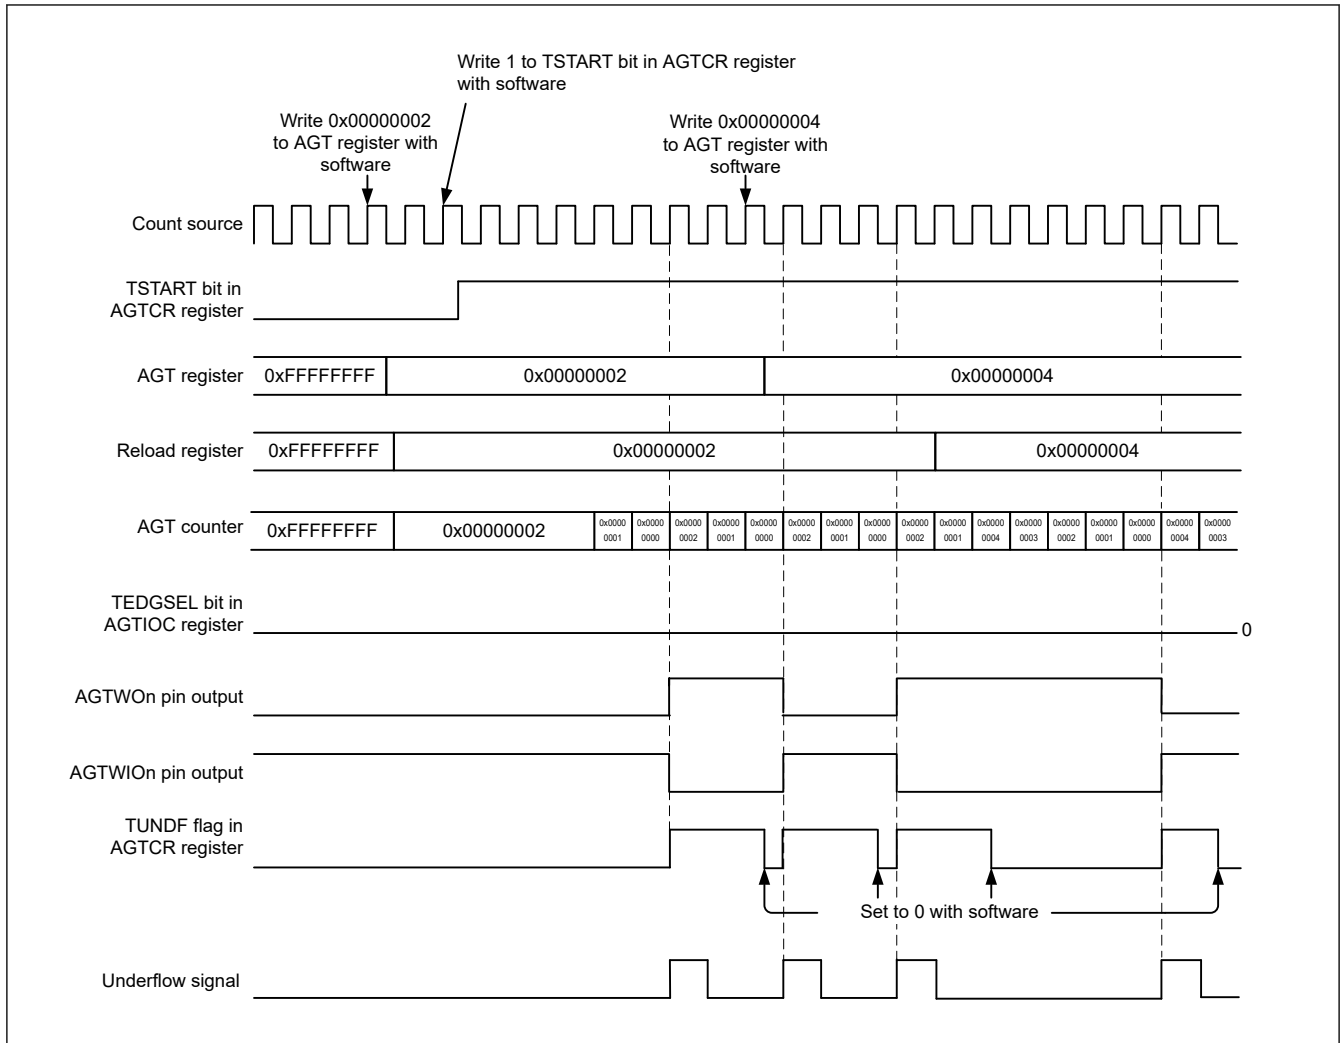 Write 1 to TSTART bit in AGTCR register
with software
Write 0x00000002
to AGT register with
software
Write 0x00000004
to AGT register with
software
Count source
TSTART bit in
AGTCR register
AGT register
0xFFFFFFFF
0x00000002
0x00000004
Reload register
0xFFFFFFFF
0x00000002
0x00000004
AGT counter
0xFFFFFFFF
0x00000002
0x0000
0001
0x0000
0000
0x0000
0002
0x0000
0001
0x0000
0000
0x0000
0002
0x0000
0001
0x0000
0000
0x0000
0002
0x0000
0001
0x0000
0004
0x0000
0003
0x0000
0002
0x0000
0001
0x0000
0000
0x0000
0004
0x0000
0003
TEDGSEL bit in
AGTIOC register
0
AGTWOn pin output
AGTWIOn pin output
TUNDF flag in
AGTCR register
Set to 0 with software
Underflow signal